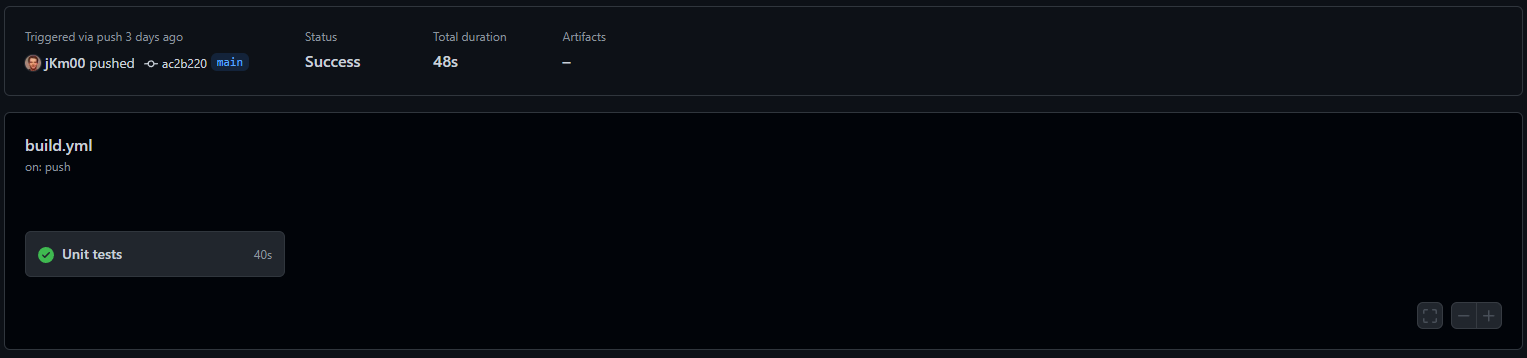 Triggered via push 3 days ago
jKm00 pushed ac2b220 main
Status
Success
Total duration
48s
Artifacts
–
build.yml
on: push
Unit tests 40s